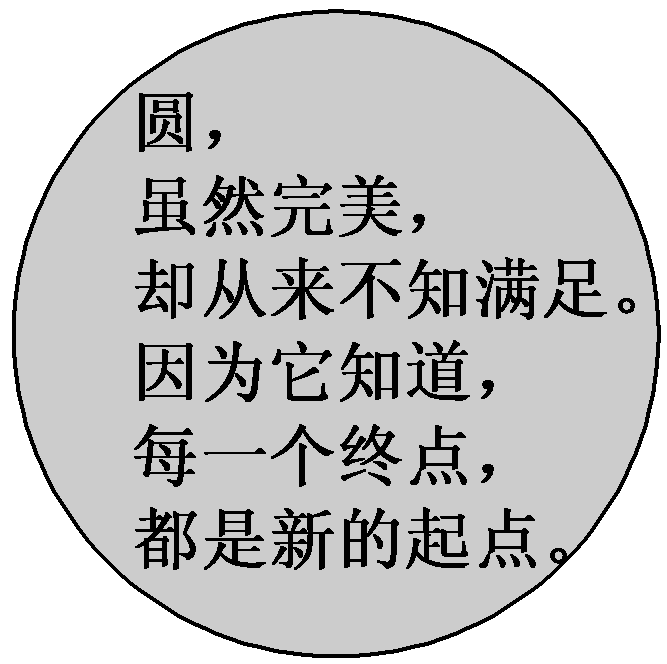 圆，
虽然完美，
却从来不知满足。
因为它知道，
每一个终点，
都是新的起点。